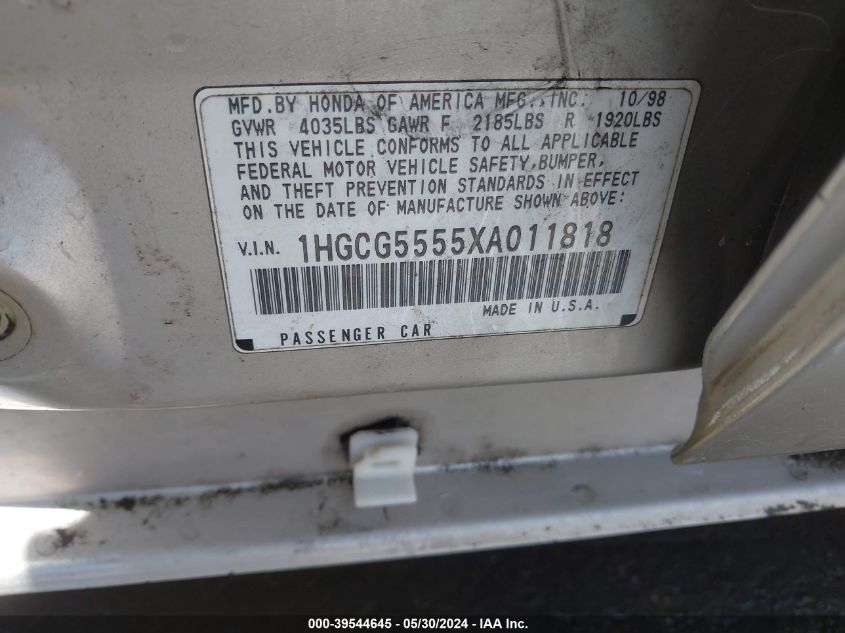 MFD.BY HONDA OF AMERICA MFG.,INC. 10/98
GVWR 4035LBS GAWR F 2185LBS R 1920LBS
THIS VEHICLE CONFORMS TO ALL APPLICABLE
FEDERAL MOTOR VEHICLE SAFETY,BUMPER,
AND THEFT PREVENTION STANDARDS IN EFFECT
ON THE DATE OF MANUFACTURE SHOWN ABOVE:
V.I.N. 1HGCG5555XA011818
MADE IN U.S.A.
PASSENGER CAR
000-39544645 - 05/30/2024 - IAA Inc.